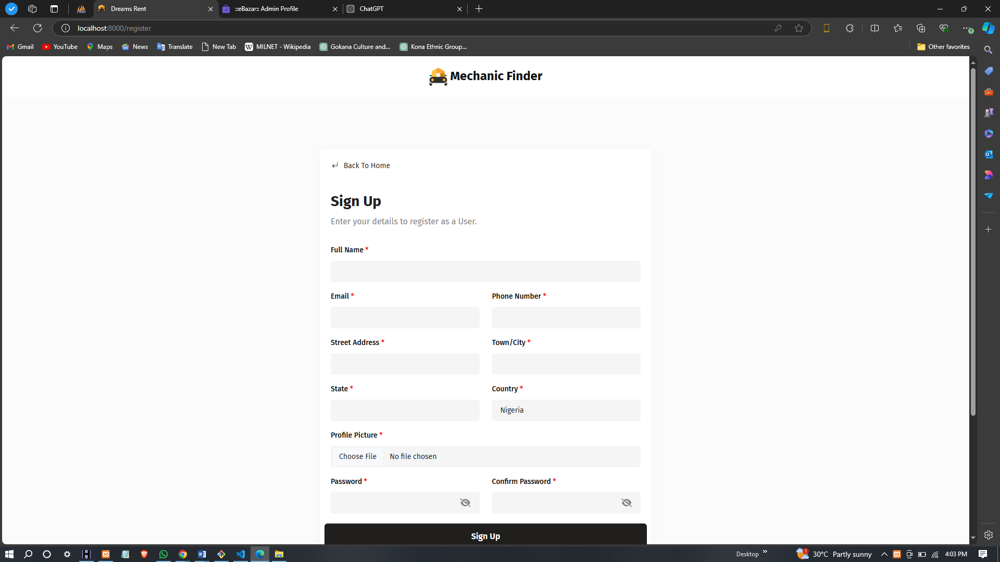 Dreams Rent
::eBazar:: Admin Profile
ChatGPT
localhost:8000/register
Gmail
YouTube
Maps
News
Translate
New Tab
MILNET - Wikipedia
Gokana Culture and...
Kona Ethnic Group...
Other favorites
Mechanic Finder
Back To Home
Sign Up
Enter your details to register as a User.
Full Name *
Email *
Phone Number *
Street Address *
Town/City *
State *
Country *
Nigeria
Profile Picture *
Choose File No file chosen
Password *
Confirm Password *
Sign Up
Desktop
30°C Partly sunny
4:03 PM